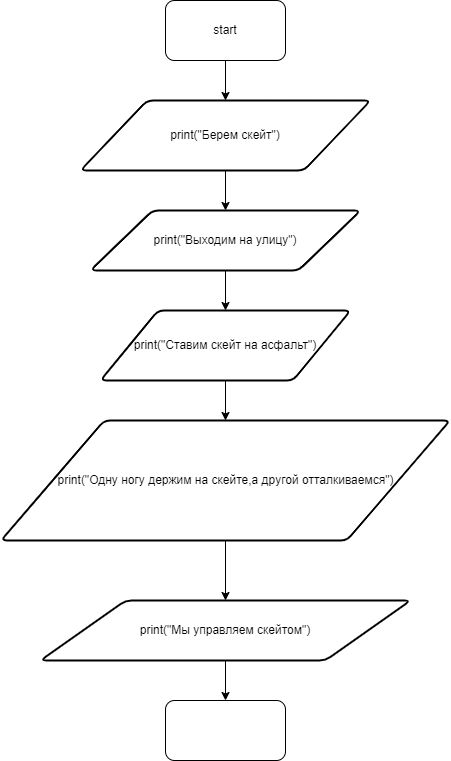 start
print("Берем скейт")
print("Выходим на улицу")
print("Ставим скейт на асфальт")
print("Одну ногу держим на скейте,а другой отталкиваемся")
print("Мы управляем скейтом")